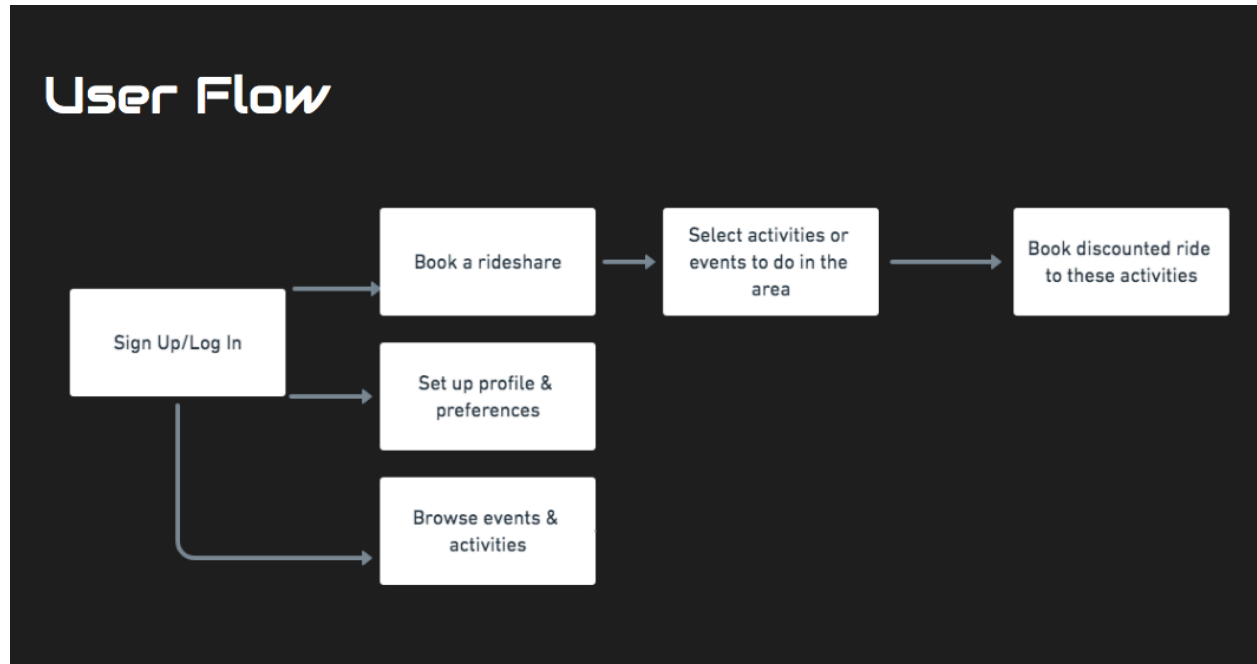 User Flow
Book a rideshare
Select activities or
events to do in the
area
Book discounted ride
to these activities
Sign Up/Log In
Set up profile &
preferences
Browse events &
activities